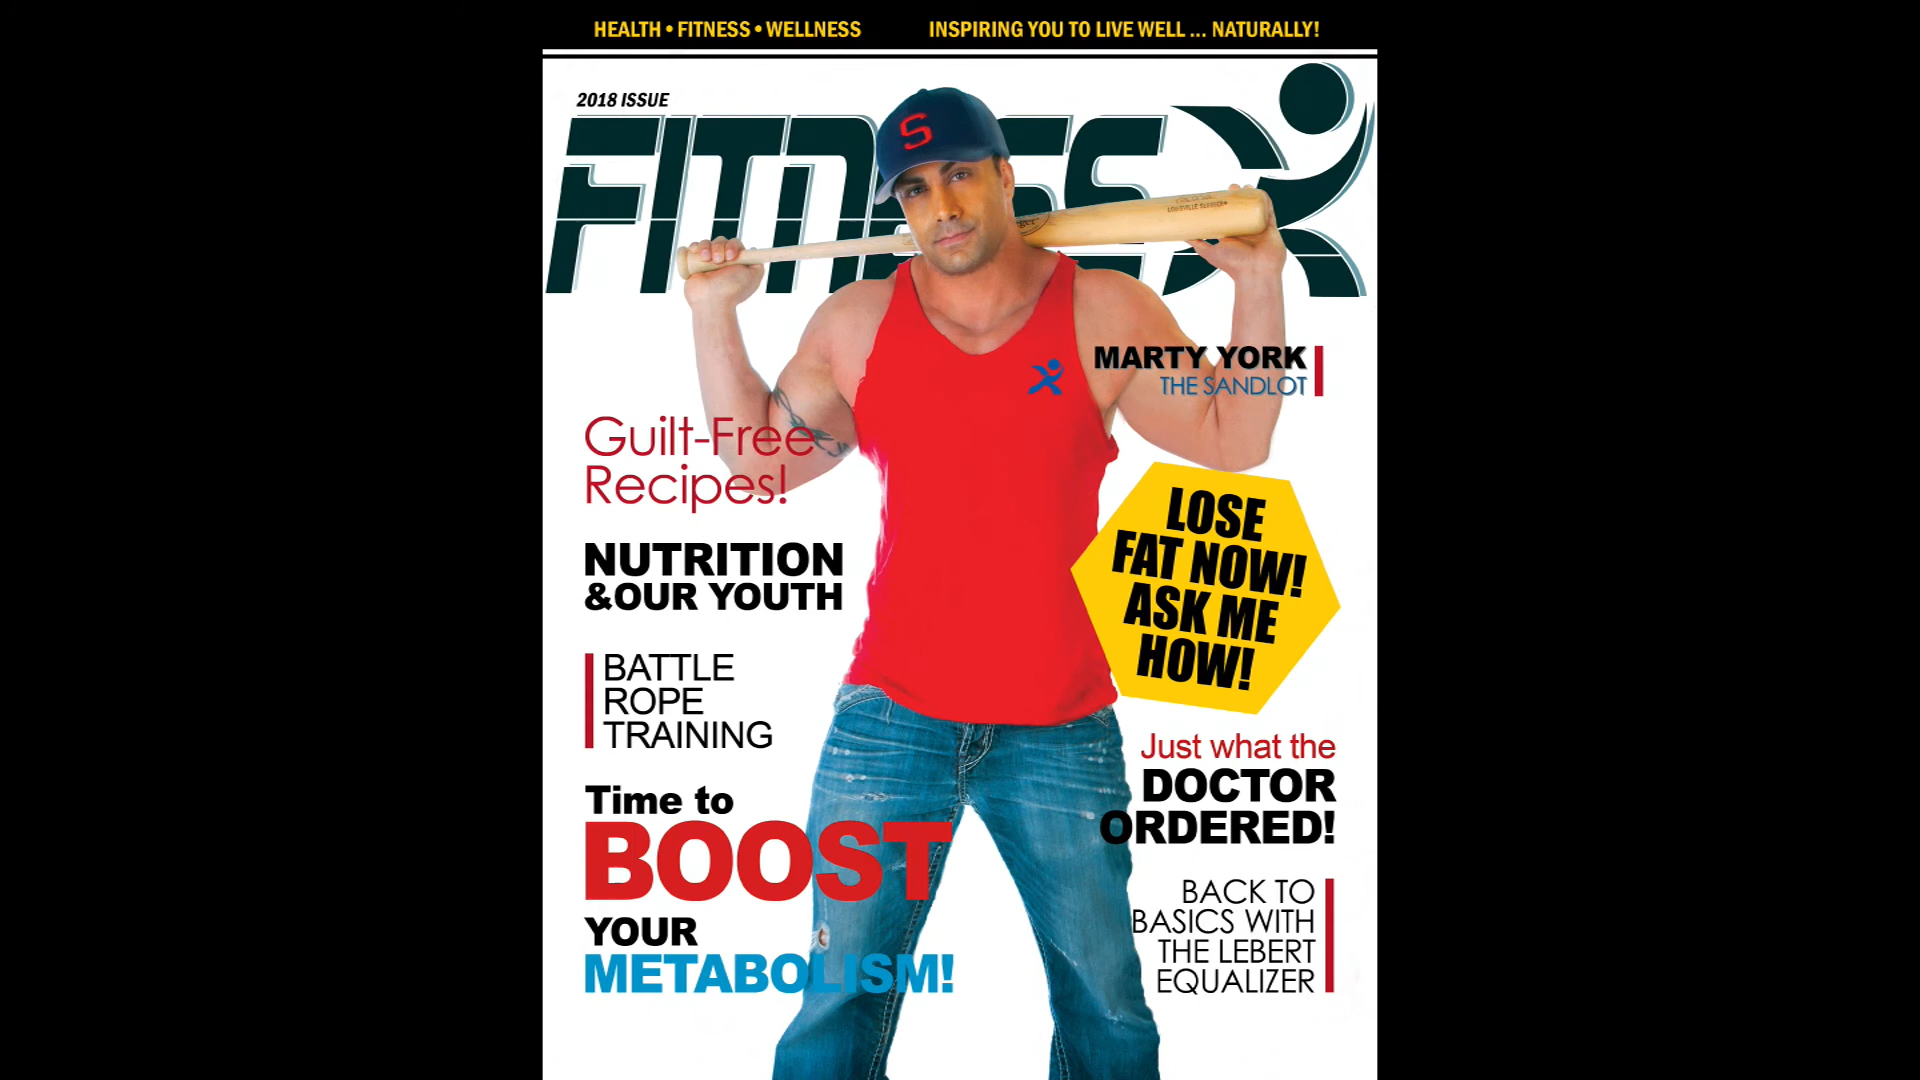 HEALTH • FITNESS • WELLNESS
INSPIRING YOU TO LIVE WELL ... NATURALLY!
2018 ISSUE
FITNESS
S
LOUISVILLE SLUGGER
MARTY YORK
THE SANDLOT
Guilt-Free
Recipes!
NUTRITION
&OUR YOUTH
BATTLE
ROPE
TRAINING
Time to
BOOST
YOUR
METABOLISM!
LOSE
FAT NOW!
ASK ME
HOW!
Just what the
DOCTOR
ORDERED!
BACK TO
BASICS WITH
THE LEBERT
EQUALIZER